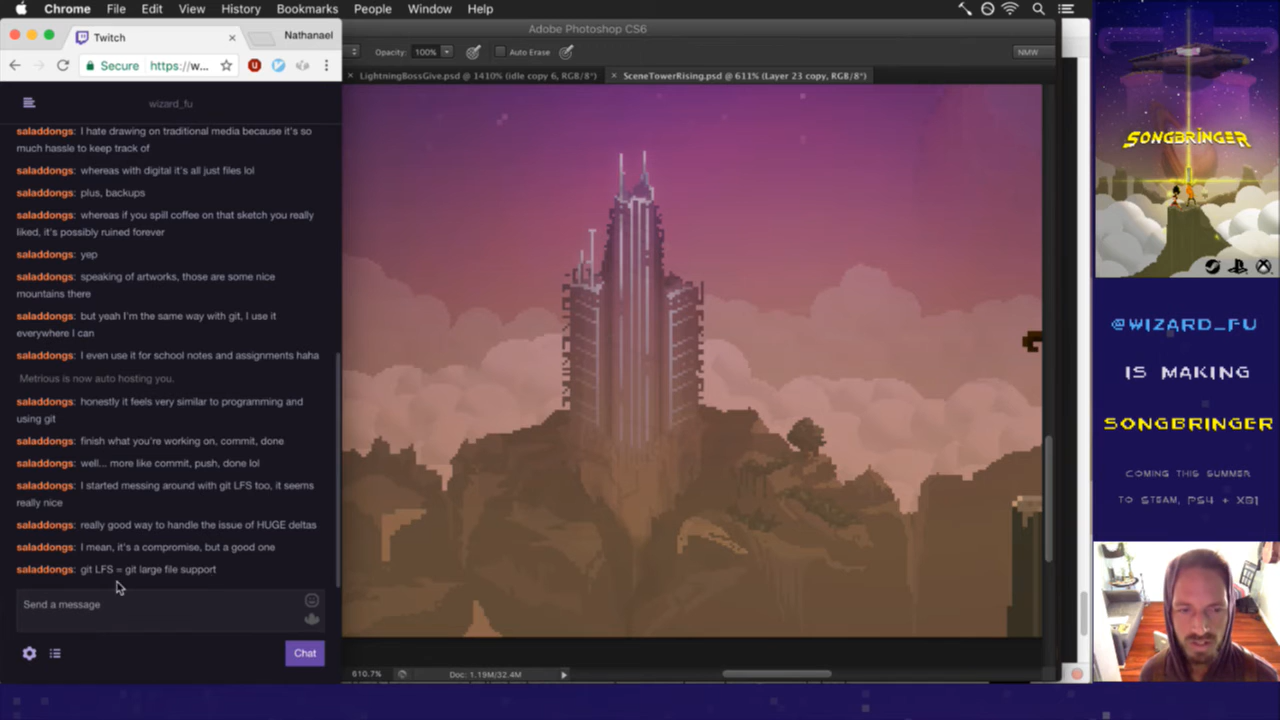 Chrome File Edit View History Bookmarks People Window Help
Twitch
Nathanael
Secure https://w...
wizard_fu
saladdongs: I hate drawing on traditional media because it's so
much hassle to keep track of
saladdongs: whereas with digital it's all just files lol
saladdongs: plus, backups
saladdongs: whereas if you spill coffee on that sketch you really
liked, it's possibly ruined forever
saladdongs: yep
saladdongs: speaking of artworks, those are some nice
mountains there
saladdongs: but yeah I'm the same way with git, I use it
everywhere I can
saladdongs: I even use it for school notes and assignments haha
Metrious is now auto hosting you.
saladdongs: honestly it feels very similar to programming and
using git
saladdongs: finish what you're working on, commit, done
saladdongs: well... more like commit, push, done lol
saladdongs: I started messing around with git LFS too, it seems
really nice
saladdongs: really good way to handle the issue of HUGE deltas
saladdongs: I mean, it's a compromise, but a good one
saladdongs: git LFS = git large file support
Send a message
Chat
Adobe Photoshop CS6
Opacity: 100% Auto Erase NMW
LightningBossGive.psd @ 1410% (idle copy 6, RGB/8*)
SceneTowerRising.psd @ 611% (Layer 23 copy, RGB/8*)
610.7% Doc: 1.19M/32.4M
SONGBRINGER
@WIZARD_FU
IS MAKING
SONGBRINGER
COMING THIS SUMMER
TO STEAM, PS4 + XB1